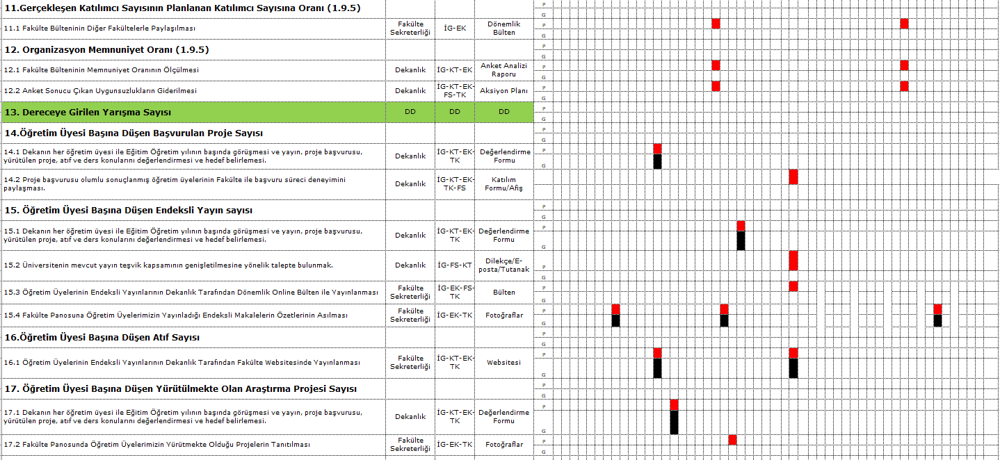 11.Gerçekleşen Katılımcı Sayısının Planlanan Katılımcı Sayısına Oranı (1.9.5)
P
G
11.1 Fakülte Bülteninin Diğer Fakültelerle Paylaşılması
Fakülte
Sekreterliği
İG-EK
Dönemlik
Bülten
P
G
12. Organizasyon Memnuniyet Oranı (1.9.5)
P
G
12.1 Fakülte Bülteninin Memnuniyet Oranının Ölçülmesi
Dekanlık
İG-KT-EK
Anket Analizi
Raporu
P
G
12.2 Anket Sonucu Çıkan Uygunsuzlukların Giderilmesi
Dekanlık
İG-KT-EK-
FS-TK
Aksiyon Planı
P
G
13. Dereceye Girilen Yarışma Sayısı
DD
DD
DD
P
G
14.Öğretim Üyesi Başına Düşen Başvurulan Proje Sayısı
P
G
14.1 Dekanın her öğretim üyesi ile Eğitim Öğretim yılının başında görüşmesi ve yayın, proje başvurusu,
yürütülen proje, atıf ve ders konularını değerlendirmesi ve hedef belirlemesi.
Dekanlık
İG-KT-EK-
TK
Değerlendirme
Formu
P
G
14.2 Proje başvurusu olumlu sonuçlanmış öğretim üyelerinin Fakülte ile başvuru süreci deneyimini
paylaşması.
Dekanlık
İG-KT-EK-
TK-FS
Katılım
Formu/Afiş
15. Öğretim Üyesi Başına Düşen Endeksli Yayın sayısı
P
G
15.1 Dekanın her öğretim üyesi ile Eğitim Öğretim yılının başında görüşmesi ve yayın, proje başvurusu,
yürütülen proje, atıf ve ders konularını değerlendirmesi ve hedef belirlemesi.
Dekanlık
İG-KT-EK-
TK
Değerlendirme
Formu
P
G
15.2 Üniversitenin mevcut yayın teşvik kapsamının genişletilmesine yönelik talepte bulunmak.
Dekanlık
İG-FS-KT
Dilekçe/E-
posta/Tutanak
P
G
15.3 Öğretim Üyelerinin Endeksli Yayınlarının Dekanlık Tarafından Dönemlik Online Bülten ile Yayınlanması
Fakülte
Sekreterliği
İG-EK-FS-
TK
Bülten
P
G
15.4 Fakülte Panosuna Öğretim Üyelerimizin Yayınladığı Endeksli Makalelerin Özetlerinin Asılması
Fakülte
Sekreterliği
İG-EK-TK
Fotoğraflar
P
G
16.Öğretim Üyesi Başına Düşen Atıf Sayısı
P
G
16.1 Öğretim Üyelerinin Endeksli Yayınlarının Dekanlık Tarafından Fakülte Websitesinde Yayınlanması
Fakülte
Sekreterliği
İG-KT-EK-
TK
Websitesi
P
G
17. Öğretim Üyesi Başına Düşen Yürütülmekte Olan Araştırma Projesi Sayısı
P
G
17.1 Dekanın her öğretim üyesi ile Eğitim Öğretim yılının başında görüşmesi ve yayın, proje başvurusu,
yürütülen proje, atıf ve ders konularını değerlendirmesi ve hedef belirlemesi.
Dekanlık
İG-KT-EK-
TK
Değerlendirme
Formu
P
G
17.2 Fakülte Panosunda Öğretim Üyelerimizin Yürütmekte Olduğu Projelerin Tanıtılması
Fakülte
Sekreterliği
İG-EK-TK
Fotoğraflar
P
G